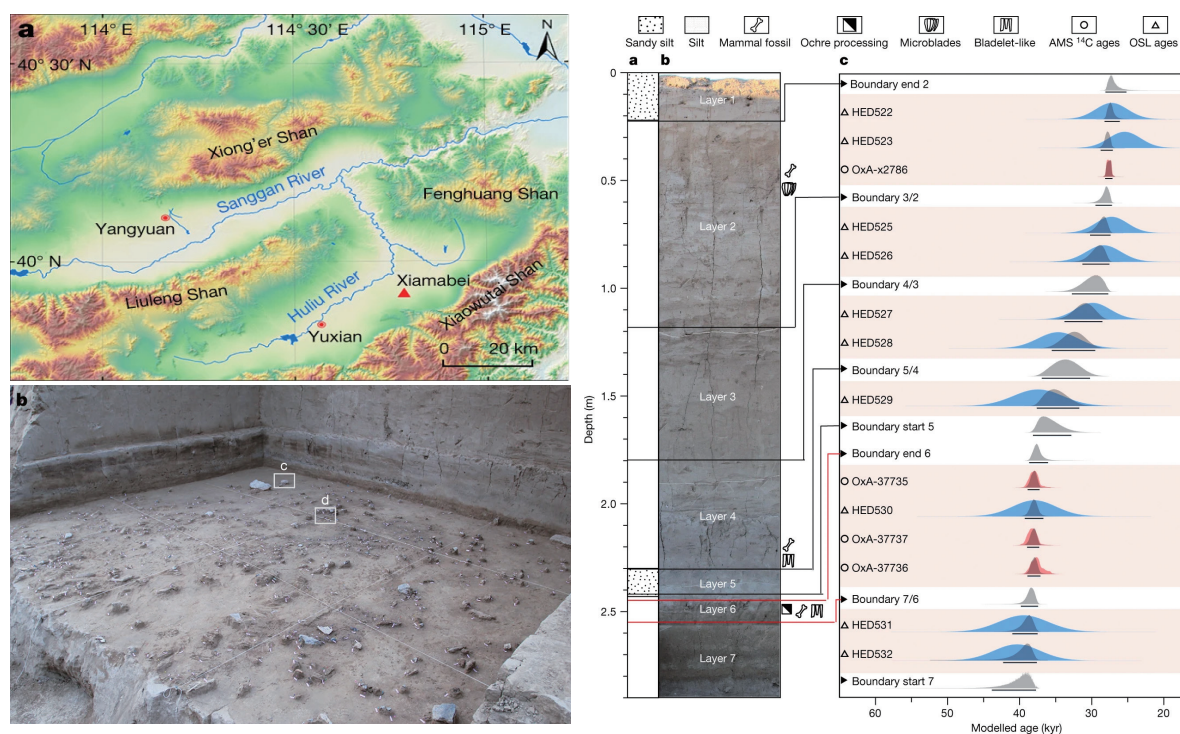 a
114° E
114° 30′ E
115° E
N
40° 30′ N
Xiong'er Shan
Sanggan River
Fenghuang Shan
Yangyuan
40° N
Xiamabei
Liuleng Shan
Huliu River
Xiaowutai Shan
Yuxian
0 20 km
b
c
d
Sandy silt
Silt
Mammal fossil
Ochre processing
Microblades
Bladelet-like
AMS ¹⁴C ages
OSL ages
a
b
c
0
0.5
1.0
1.5
2.0
2.5
Depth (m)
Layer 1
Layer 2
Layer 3
Layer 4
Layer 5
Layer 6
Layer 7
Boundary end 2
HED522
HED523
OxA-x2786
Boundary 3/2
HED525
HED526
Boundary 4/3
HED527
HED528
Boundary 5/4
HED529
Boundary start 5
Boundary end 6
OxA-37735
HED530
OxA-37737
OxA-37736
Boundary 7/6
HED531
HED532
Boundary start 7
60 50 40 30 20
Modelled age (kyr)